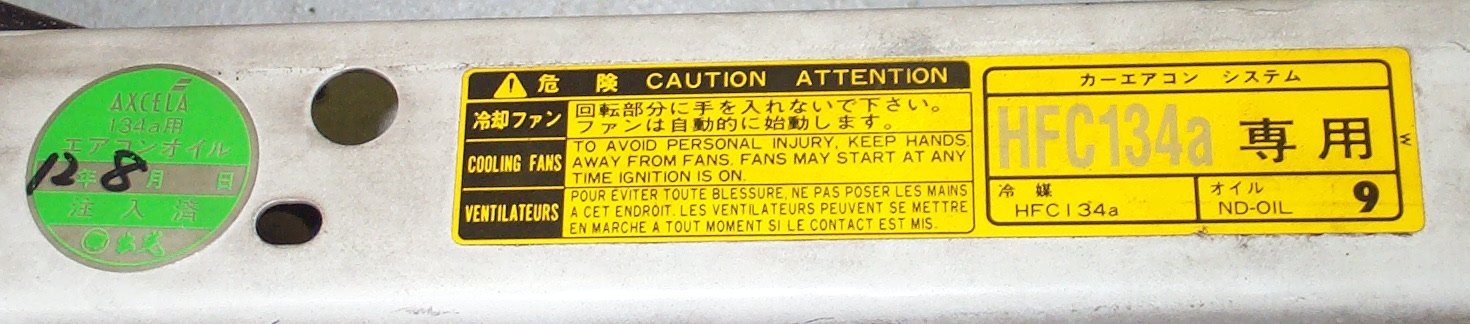 AXCELA
134a用
エアコンオイル
12年8月 日
注入済
危険 CAUTION ATTENTION
冷却ファン
回転部分に手を入れないで下さい。
ファンは自動的に始動します。
COOLING FANS
TO AVOID PERSONAL INJURY, KEEP HANDS
AWAY FROM FANS. FANS MAY START AT ANY
TIME IGNITION IS ON.
VENTILATEURS
POUR EVITER TOUTE BLESSURE, NE PAS POSER LES MAINS
A CET ENDROIT. LES VENTILATEURS PEUVENT SE METTRE
EN MARCHE A TOUT MOMENT SI LE CONTACT EST MIS.
カーエアコン システム
HFC134a 専用
冷媒
HFC134a
オイル
ND-OIL 9
W